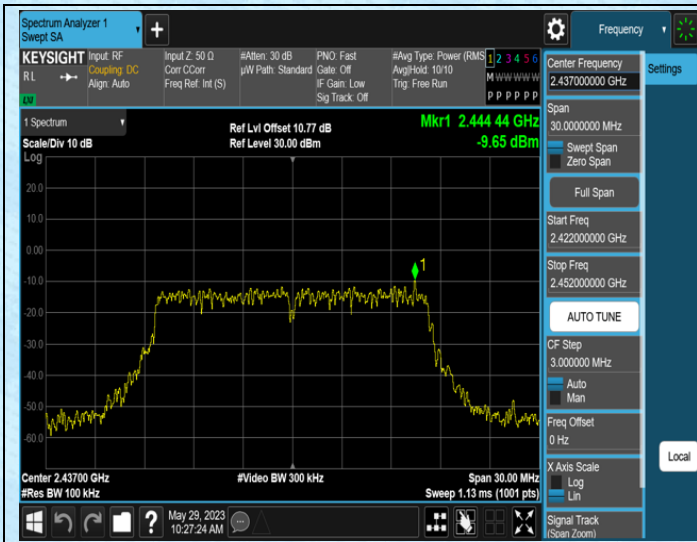 Spectrum Analyzer 1
Swept SA
Frequency
KEYSIGHT
RL
LXI
Input: RF
Coupling: DC
Align: Auto
Input Z: 50 Ω
Corr CCorr
Freq Ref: Int (S)
#Atten: 30 dB
µW Path: Standard
PNO: Fast
Gate: Off
IF Gain: Low
Sig Track: Off
#Avg Type: Power (RMS
Avg|Hold: 10/10
Trig: Free Run
1 2 3 4 5 6
M W W W W W
P P P P P P
Settings
Center Frequency
2.437000000 GHz
Span
30.0000000 MHz
Swept Span
Zero Span
Full Span
Start Freq
2.422000000 GHz
Stop Freq
2.452000000 GHz
AUTO TUNE
CF Step
3.000000 MHz
Auto
Man
Freq Offset
0 Hz
X Axis Scale
Log
Lin
Signal Track
(Span Zoom)
Local
1 Spectrum
Scale/Div 10 dB
Log
Ref Lvl Offset 10.77 dB
Ref Level 30.00 dBm
Mkr1 2.444 44 GHz
-9.65 dBm
20.0
10.0
0.00
-10.0
-20.0
-30.0
-40.0
-50.0
-60.0
1
Center 2.43700 GHz
#Res BW 100 kHz
#Video BW 300 kHz
Span 30.00 MHz
Sweep 1.13 ms (1001 pts)
?
May 29, 2023
10:27:24 AM